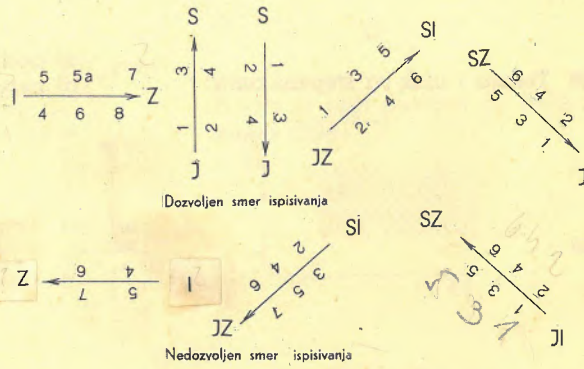 S S
SI
SZ
5 5a 7
I Z
4 6 8
3 4
1 2
2 1
4 3
1 3 5
2 4 6
6 4 2
5 3 1
J J
JZ
Dozvoljen smer ispisivanja
SI
SZ
Z I
6 4
7 5
2 4 6
3 5 7
6 4 2
5 3 1
JZ
JI
Nedozvoljen smer ispisivanja